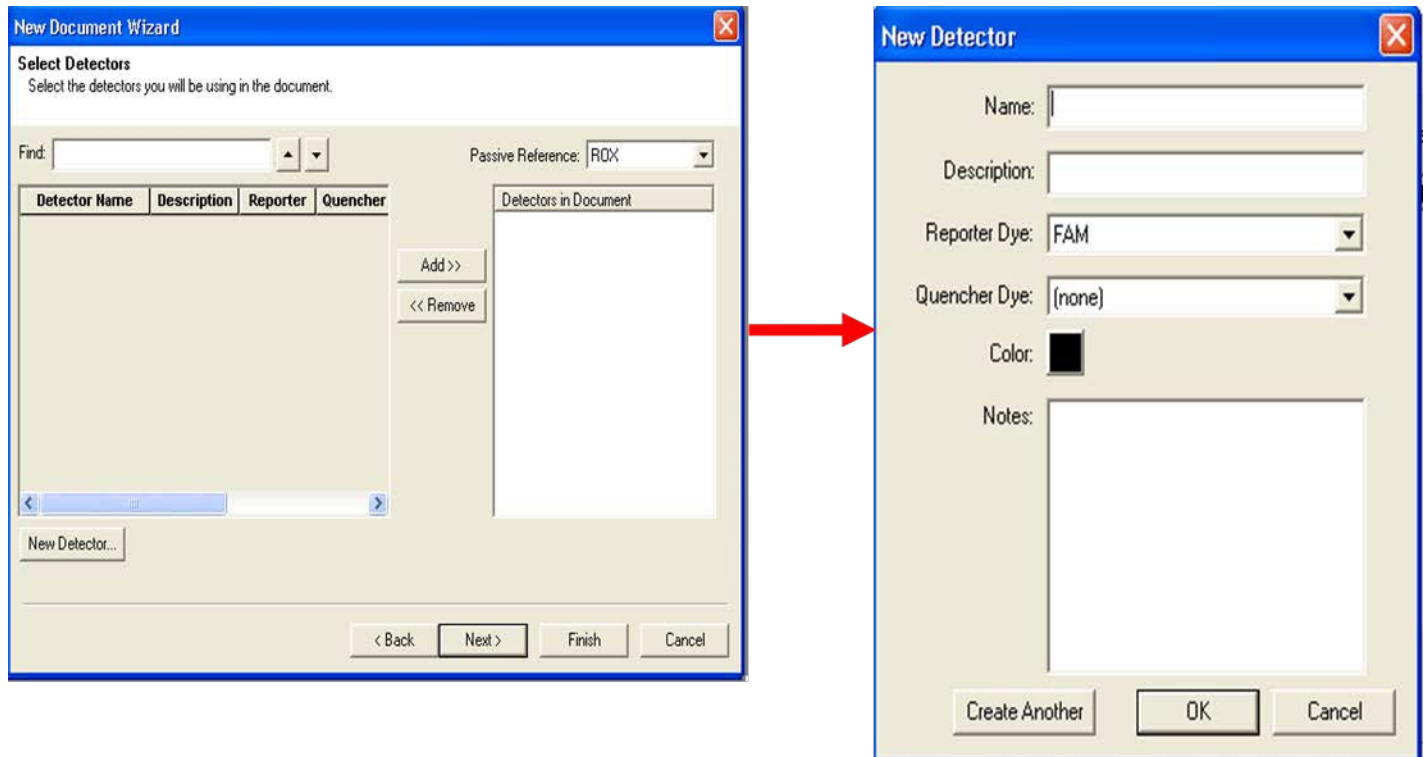 New Document Wizard
Select Detectors
Select the detectors you will be using in the document.
Find:
Passive Reference: ROX
Detector Name Description Reporter Quencher
Detectors in Document
Add >>
<< Remove
New Detector...
< Back Next > Finish Cancel
New Detector
Name:
Description:
Reporter Dye: FAM
Quencher Dye: (none)
Color:
Notes:
Create Another OK Cancel